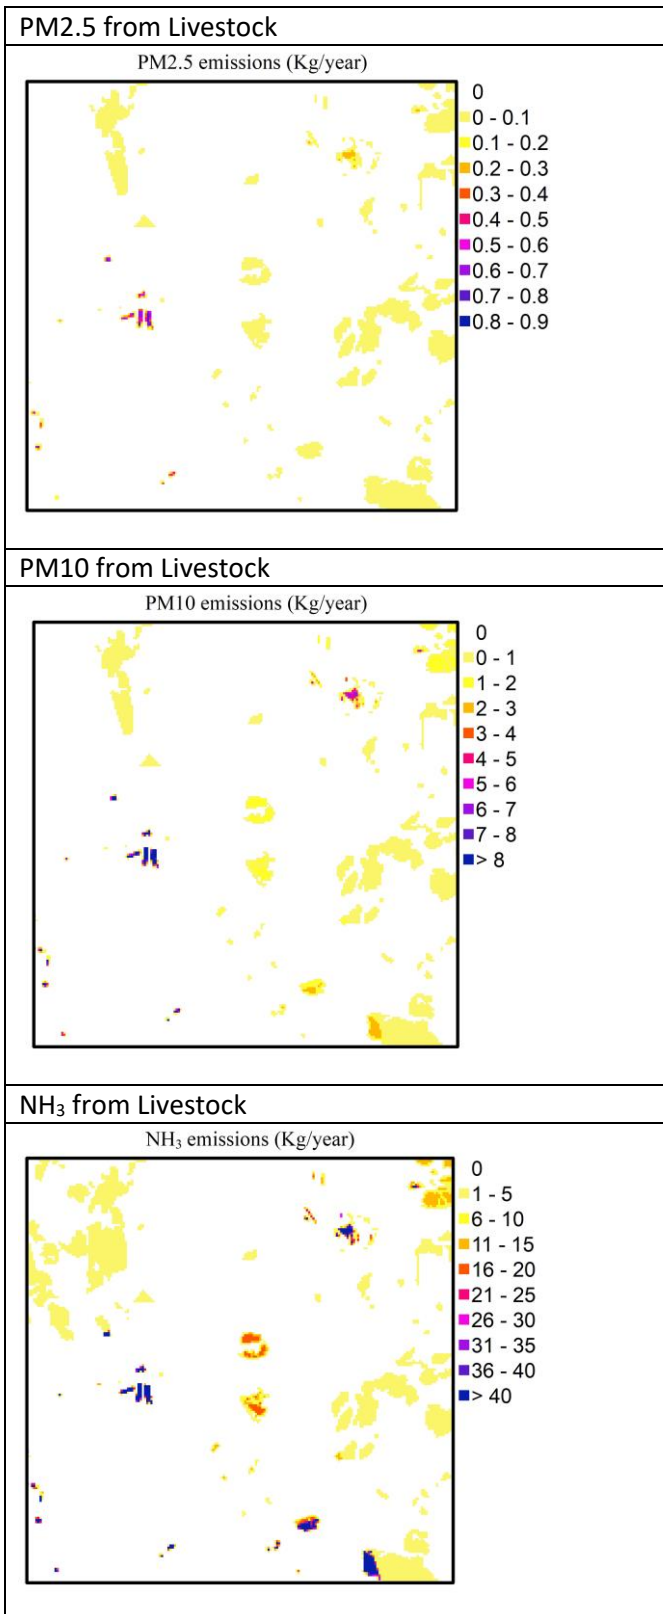 PM2.5 from Livestock
PM2.5 emissions (Kg/year)
0
0 - 0.1
0.1 - 0.2
0.2 - 0.3
0.3 - 0.4
0.4 - 0.5
0.5 - 0.6
0.6 - 0.7
0.7 - 0.8
0.8 - 0.9
PM10 from Livestock
PM10 emissions (Kg/year)
0
0 - 1
1 - 2
2 - 3
3 - 4
4 - 5
5 - 6
6 - 7
7 - 8
> 8
NH₃ from Livestock
NH₃ emissions (Kg/year)
0
1 - 5
6 - 10
11 - 15
16 - 20
21 - 25
26 - 30
31 - 35
36 - 40
> 40